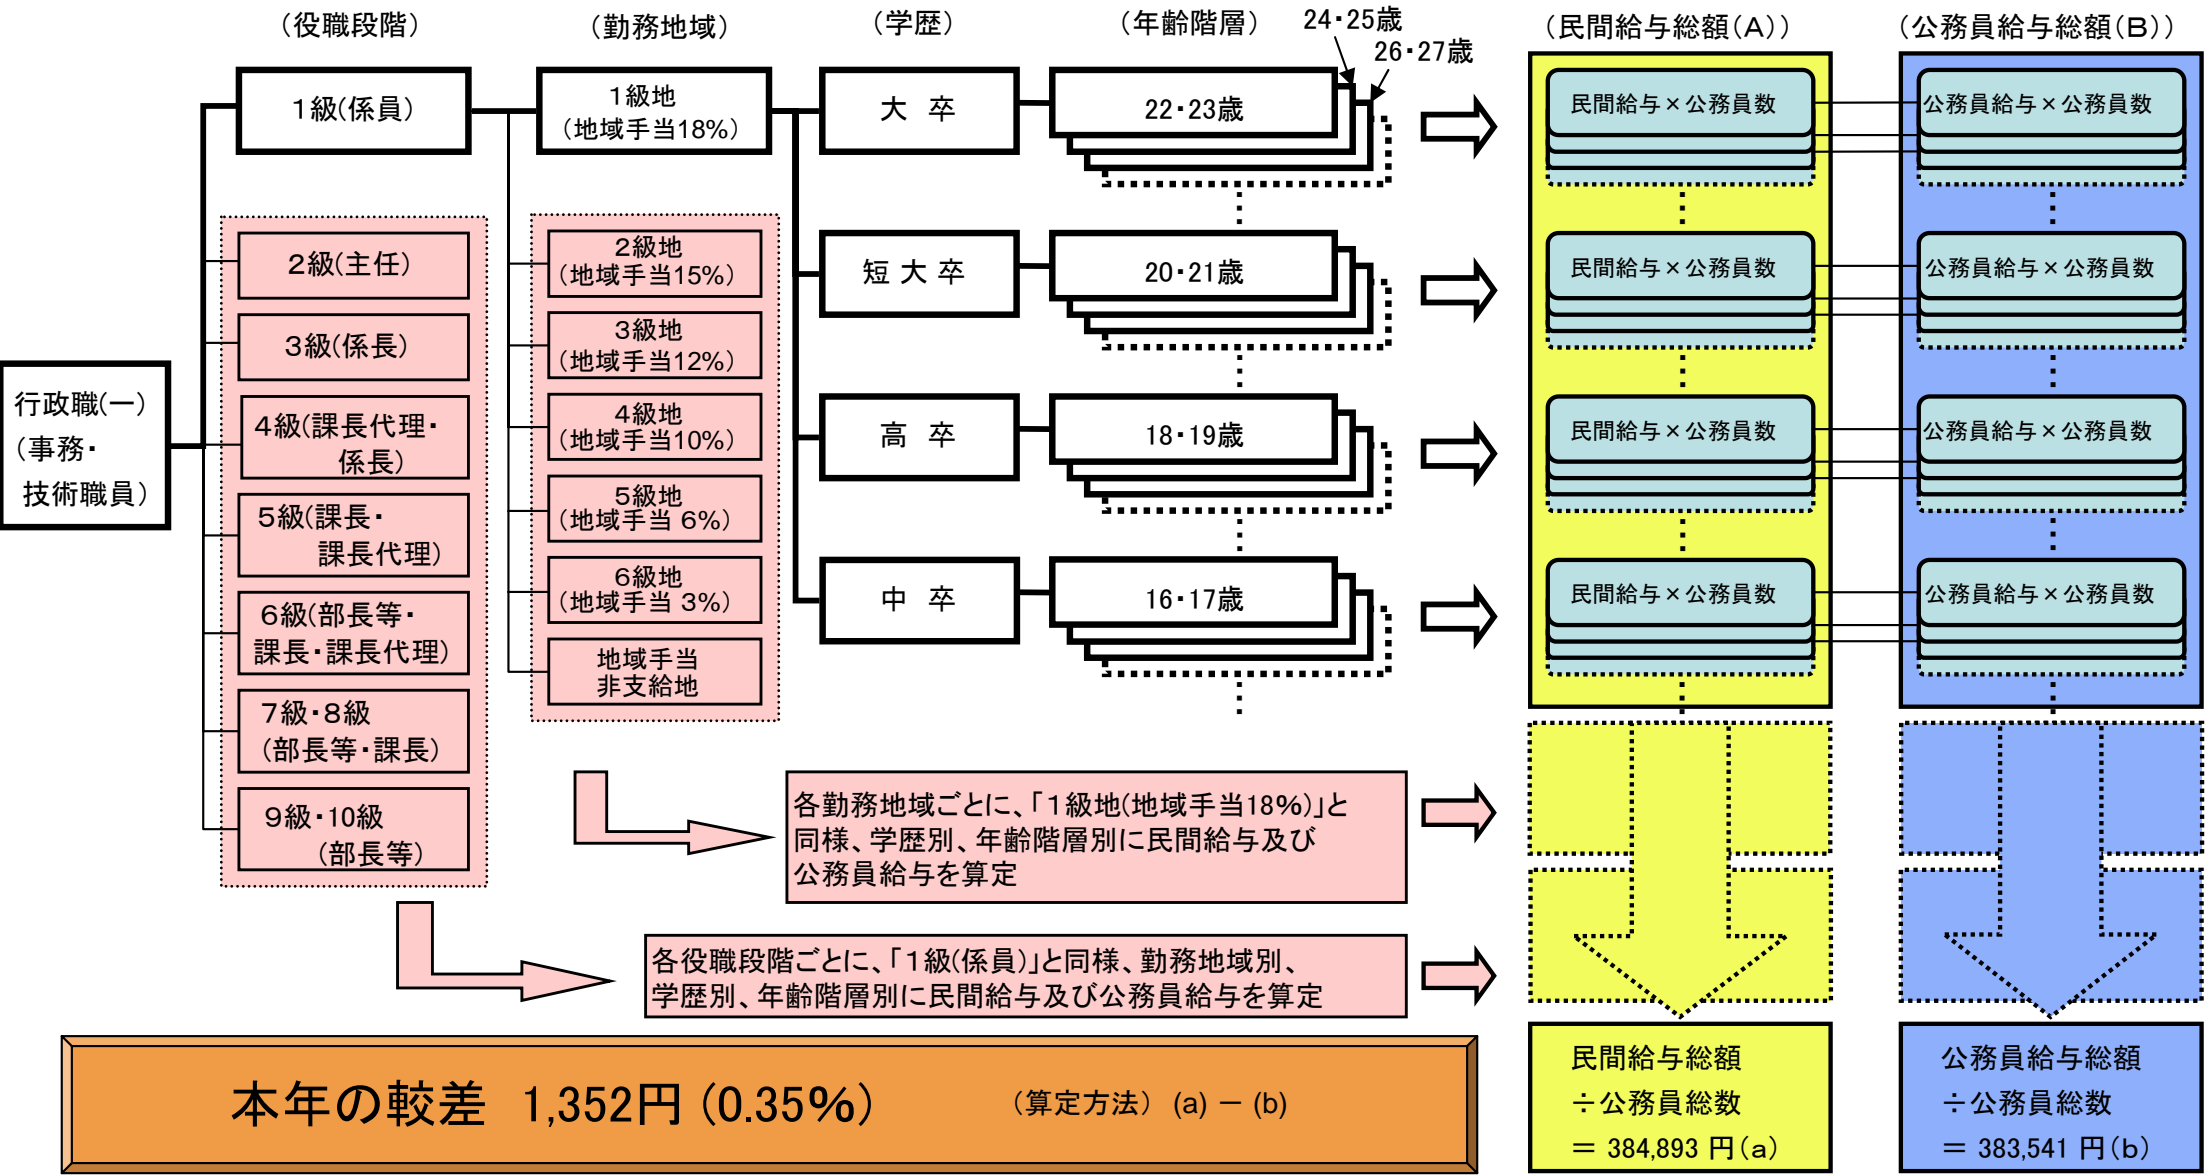 （役職段階）
（勤務地域）
（学歴）
（年齢階層）
24・25歳
26・27歳
（民間給与総額（A））
（公務員給与総額（B））
行政職(一)
（事務・
技術職員）
１級(係員)
２級(主任)
３級(係長)
４級(課長代理・
係長)
５級(課長・
課長代理)
６級(部長等・
課長・課長代理)
７級・８級
(部長等・課長)
９級・10級
(部長等)
１級地
（地域手当18%）
２級地
（地域手当15%）
３級地
（地域手当12%）
４級地
（地域手当10%）
５級地
（地域手当 6%）
６級地
（地域手当 3%）
地域手当
非支給地
大 卒
22・23歳
民間給与×公務員数
公務員給与×公務員数
短 大 卒
20・21歳
民間給与×公務員数
公務員給与×公務員数
高 卒
18・19歳
民間給与×公務員数
公務員給与×公務員数
中 卒
16・17歳
民間給与×公務員数
公務員給与×公務員数
各勤務地域ごとに、「１級地(地域手当18%)」と
同様、学歴別、年齢階層別に民間給与及び
公務員給与を算定
各役職段階ごとに、「１級(係員)」と同様、勤務地域別、
学歴別、年齢階層別に民間給与及び公務員給与を算定
本年の較差 1,352円 (0.35%) （算定方法） (a) － (b)
民間給与総額
÷公務員総数
＝ 384,893 円（a）
公務員給与総額
÷公務員総数
＝ 383,541 円（b）